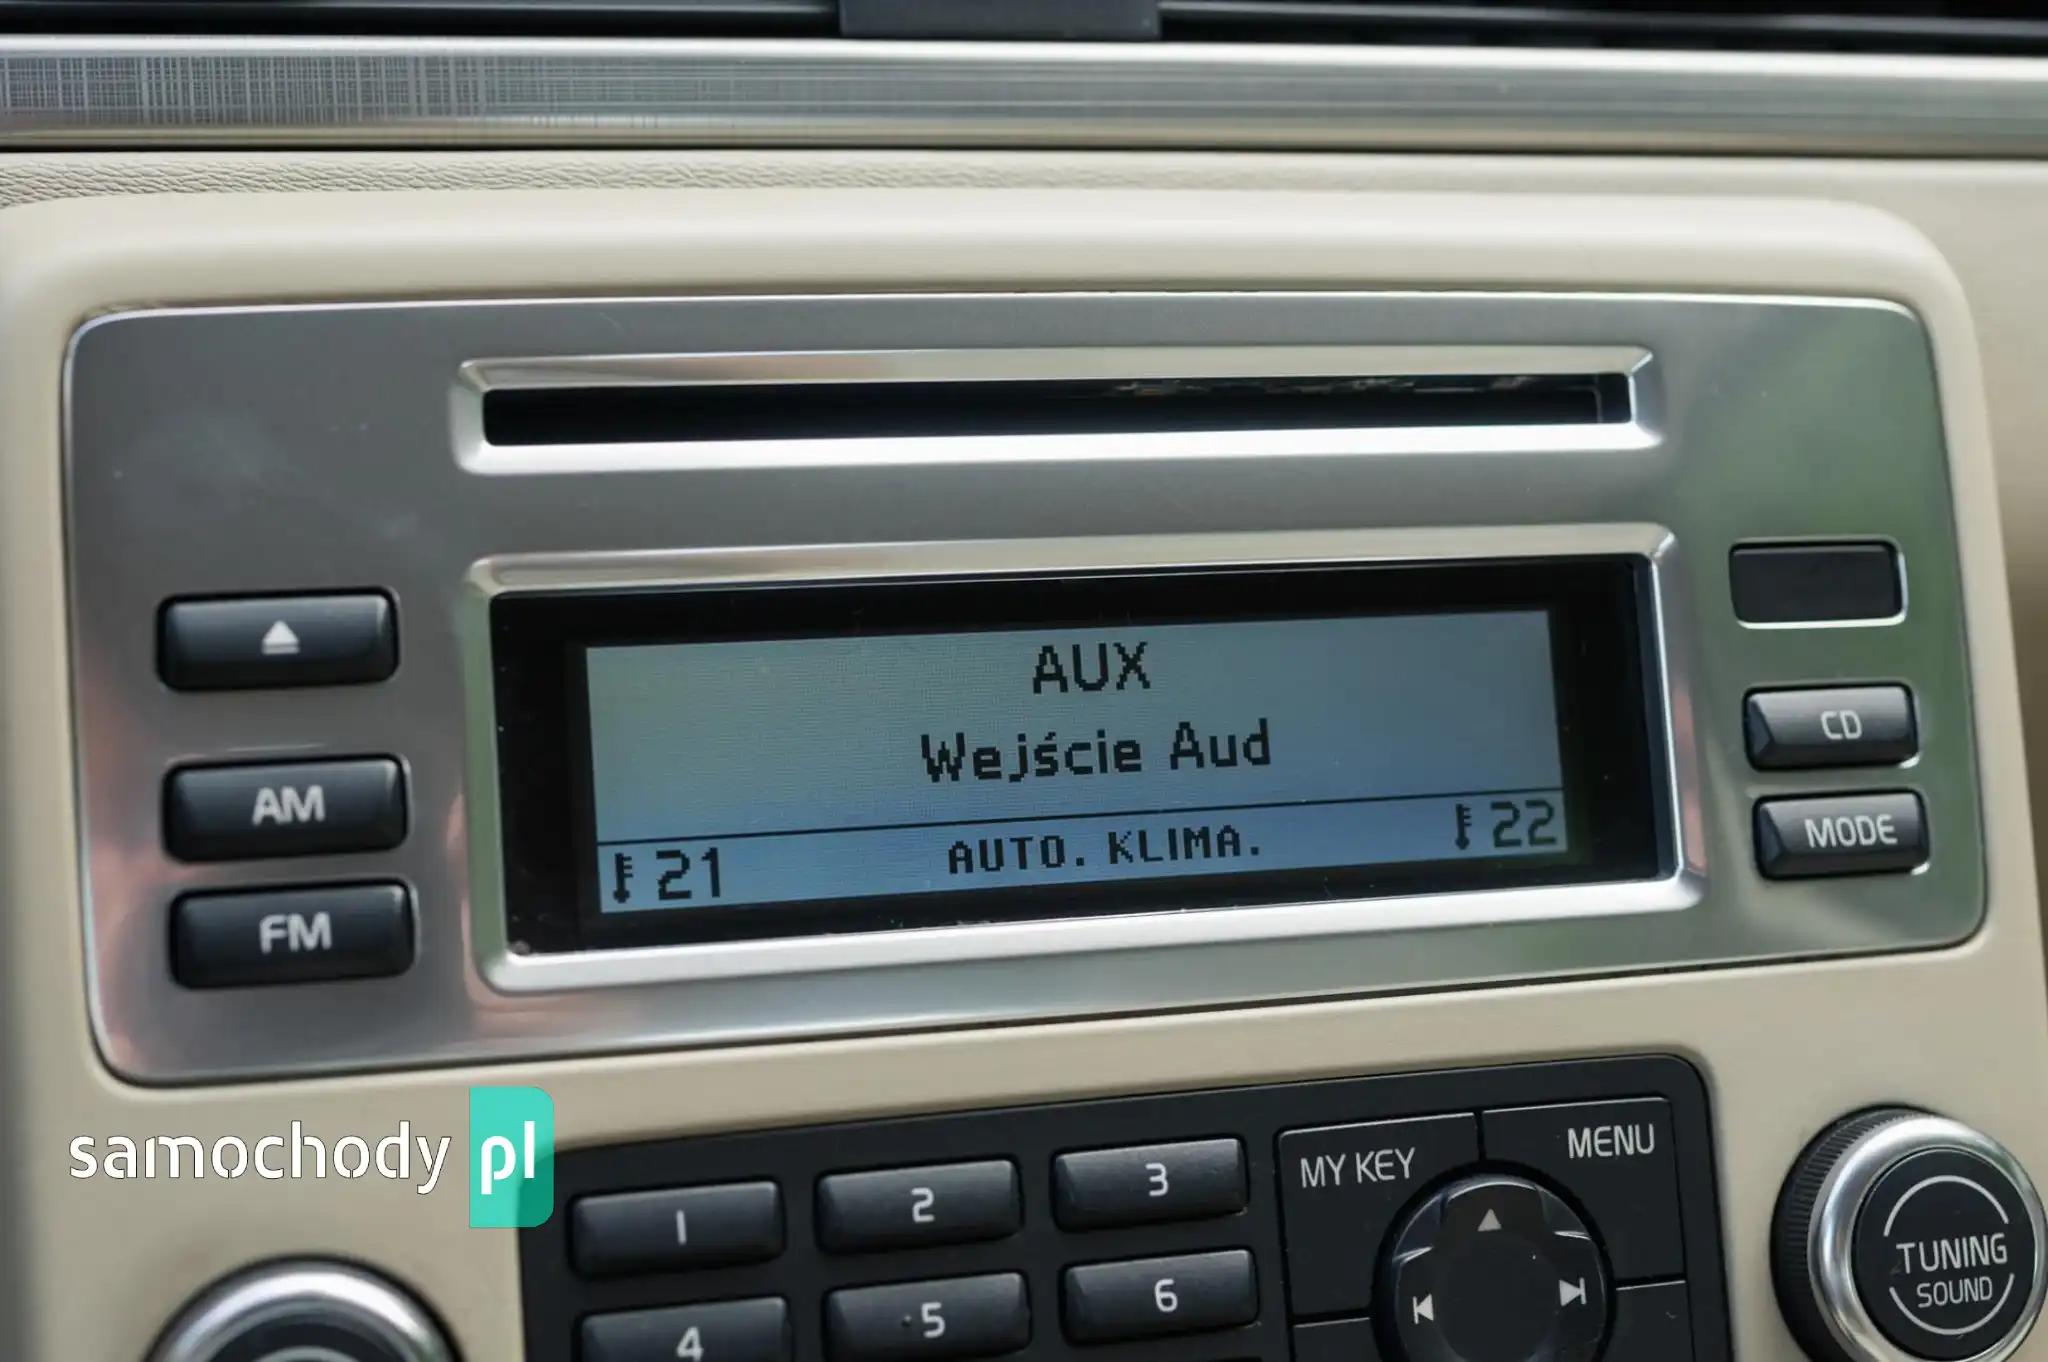 AUX
Wejście Aud
21 AUTO. KLIMA. 22
AM
FM
CD
MODE
samochody pl
MY KEY
MENU
1 2 3
4 5 6
TUNING
SOUND